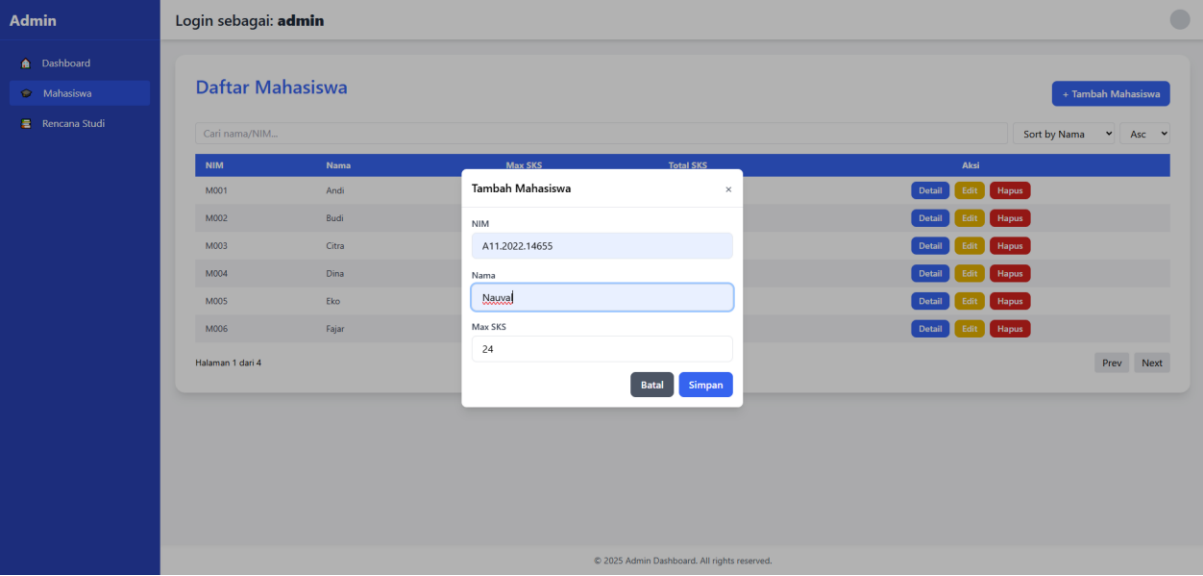 Admin
Login sebagai: admin
Dashboard
Mahasiswa
Rencana Studi
Daftar Mahasiswa
+ Tambah Mahasiswa
Cari nama/NIM...
Sort by Nama
Asc
NIM Nama Max SKS Total SKS Aksi
M001 Andi Detail Edit Hapus
M002 Budi Detail Edit Hapus
M003 Citra Detail Edit Hapus
M004 Dina Detail Edit Hapus
M005 Eko Detail Edit Hapus
M006 Fajar Detail Edit Hapus
Halaman 1 dari 4
Prev Next
Tambah Mahasiswa ×
NIM
A11.2022.14655
Nama
Nauval
Max SKS
24
Batal Simpan
© 2025 Admin Dashboard. All rights reserved.